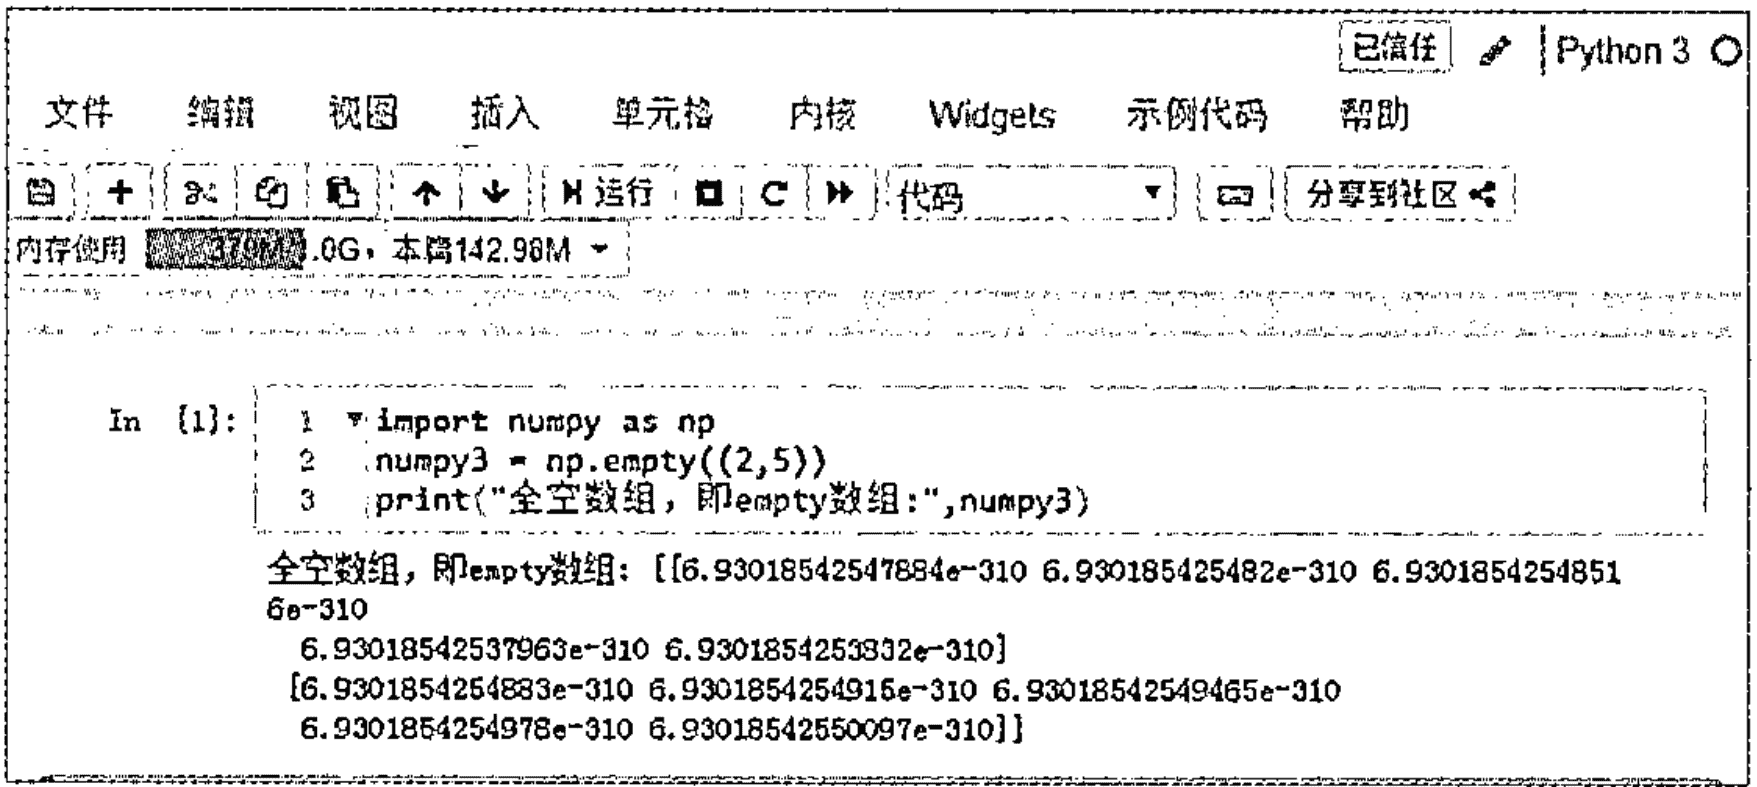 已信任 Python 3
文件 编辑 视图 插入 单元格 内核 Widgets 示例代码 帮助
运行 代码 分享到社区
内存使用 379M .0G，本篇142.98M
In [1]:
1 import numpy as np
2 numpy3 = np.empty((2,5))
3 print("全空数组，即empty数组:",numpy3)
全空数组，即empty数组: [[6.93018542547884e-310 6.930185425482e-310 6.9301854254851
6e-310
6.93018542537963e-310 6.9301854253832e-310]
[6.9301854254883e-310 6.9301854254915e-310 6.93018542549465e-310
6.9301854254978e-310 6.93018542550097e-310]]